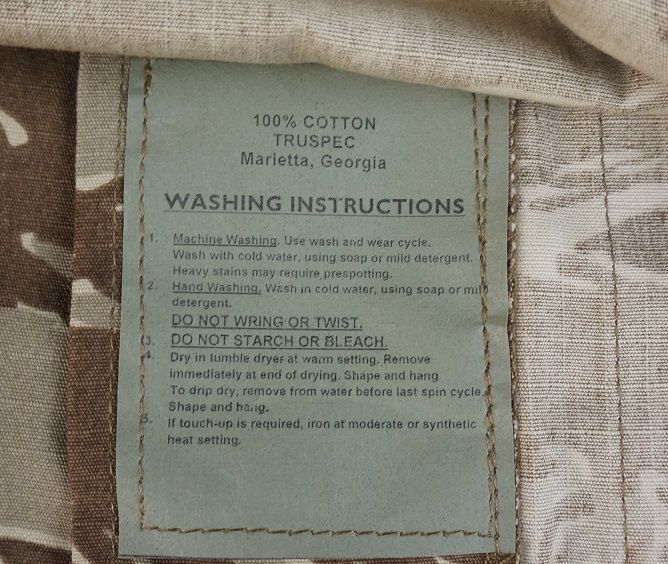 100% COTTON
TRUSPEC
Marietta, Georgia
WASHING INSTRUCTIONS
1. Machine Washing. Use wash and wear cycle.
Wash with cold water, using soap or mild detergent.
Heavy stains may require prespotting.
2. Hand Washing. Wash in cold water, using soap or mild
detergent.
DO NOT WRING OR TWIST.
3. DO NOT STARCH OR BLEACH.
4. Dry in tumble dryer at warm setting. Remove
immediately at end of drying. Shape and hang
To drip dry, remove from water before last spin cycle.
Shape and hang.
5. If touch-up is required, iron at moderate or synthetic
heat setting.